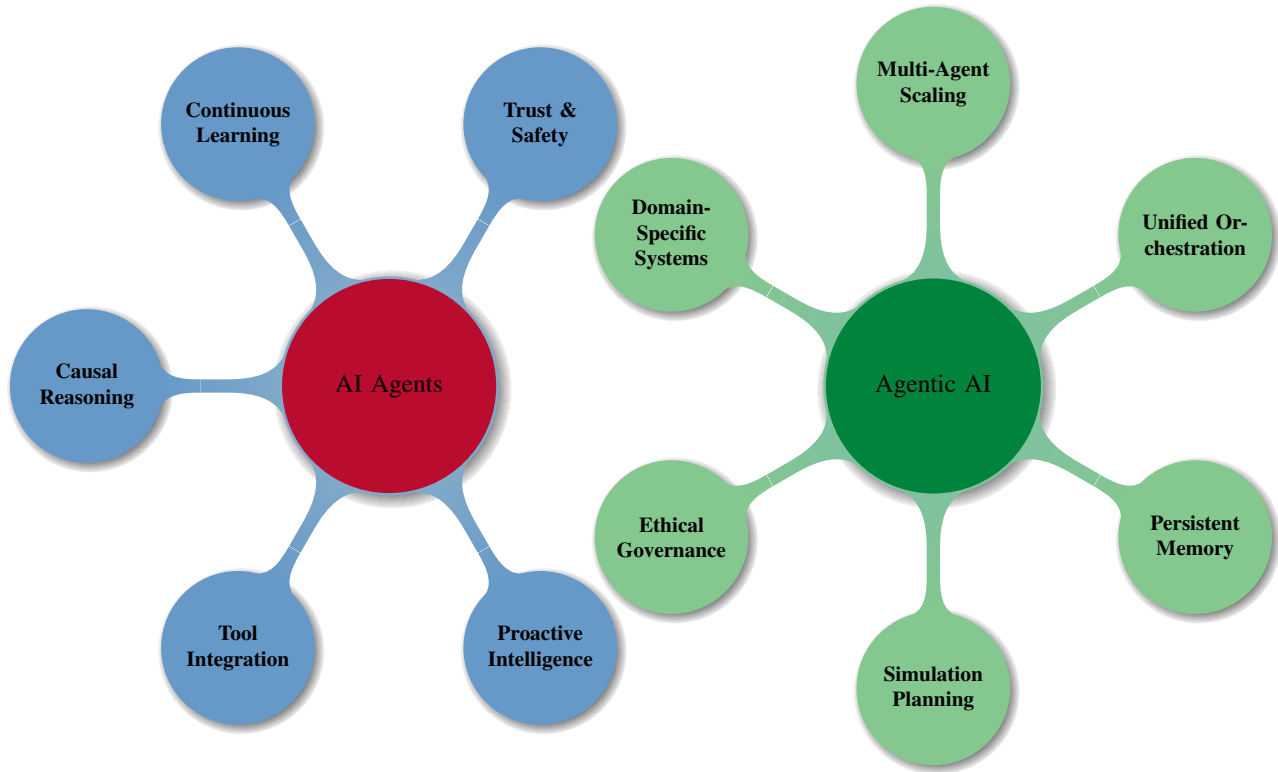 Continuous
Learning
Trust &
Safety
Causal
Reasoning
AI Agents
Tool
Integration
Proactive
Intelligence
Multi-Agent
Scaling
Domain-
Specific
Systems
Unified Or-
chestration
Agentic AI
Ethical
Governance
Persistent
Memory
Simulation
Planning